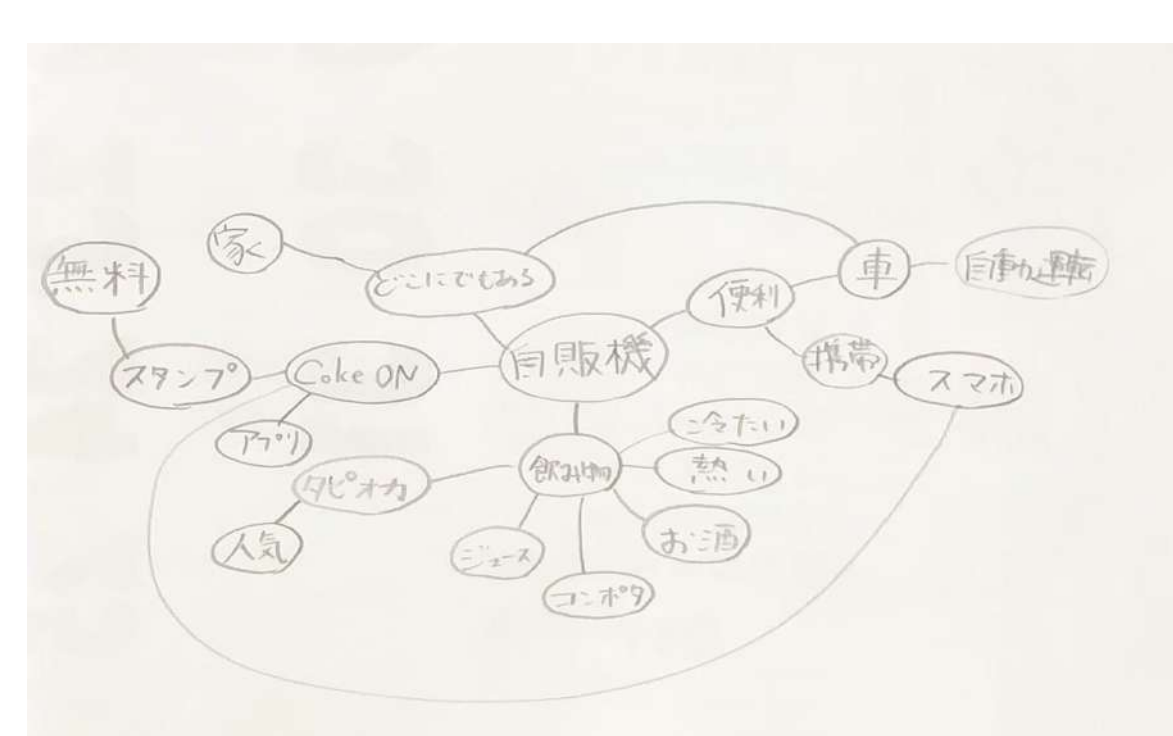 家
無料
どこにでもある
車
自動運転
便利
自販機
携帯
スマホ
スタンプ
Coke ON
アプリ
冷たい
飲み物
熱い
タピオカ
人気
お酒
ジュース
コンポタ